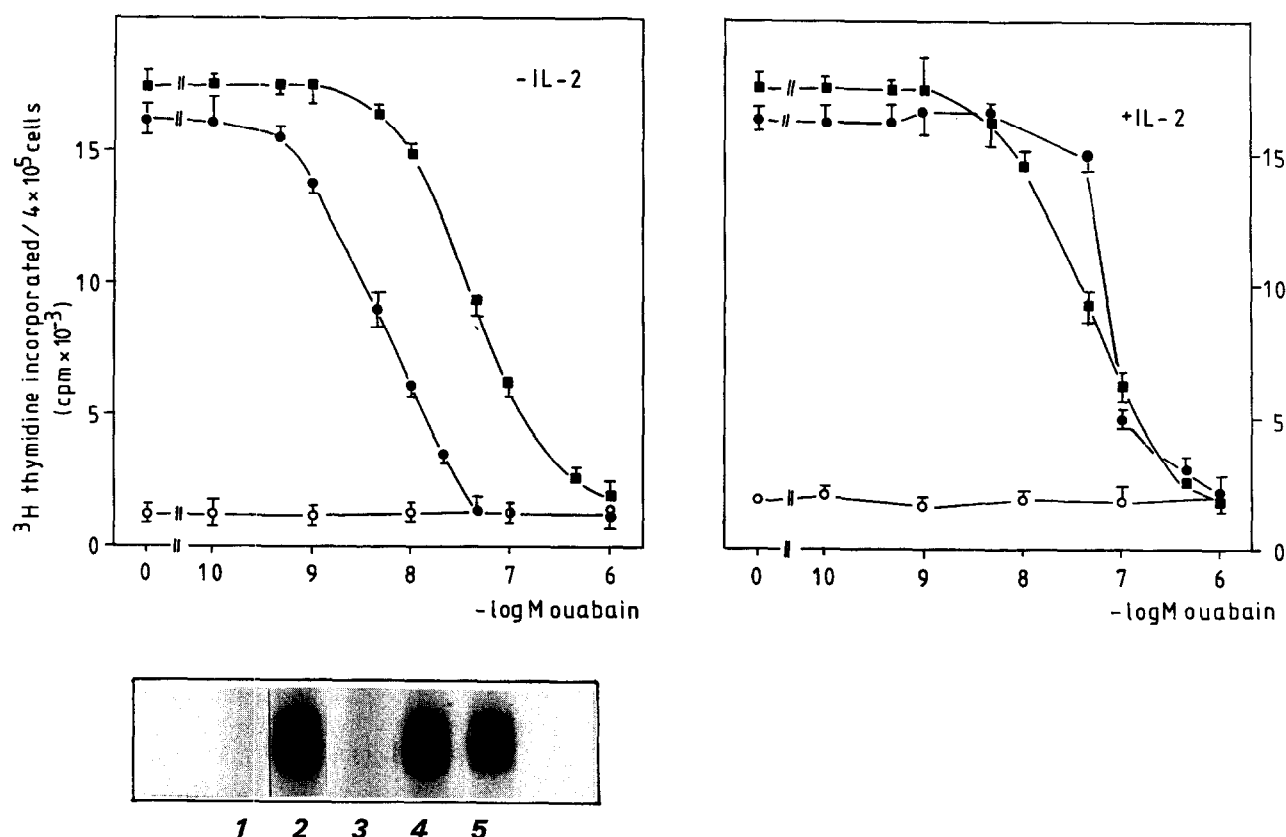 ³H thymidine incorporated / 4 × 10⁵ cells
(cpm × 10⁻³)
15
10
5
0
-IL-2
0 10 9 8 7 6
-logM ouabain
+IL-2
15
10
5
0
0 10 9 8 7 6
-logM ouabain
1 2 3 4 5